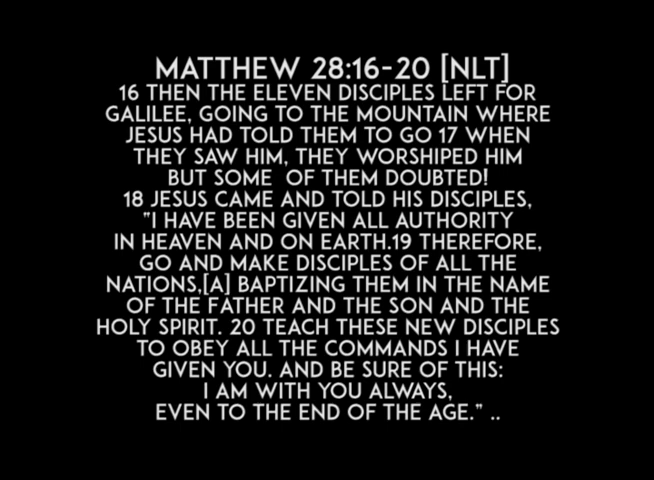 MATTHEW 28:16-20 [NLT]
16 THEN THE ELEVEN DISCIPLES LEFT FOR
GALILEE, GOING TO THE MOUNTAIN WHERE
JESUS HAD TOLD THEM TO GO 17 WHEN
THEY SAW HIM, THEY WORSHIPED HIM
BUT SOME OF THEM DOUBTED!
18 JESUS CAME AND TOLD HIS DISCIPLES,
"I HAVE BEEN GIVEN ALL AUTHORITY
IN HEAVEN AND ON EARTH.19 THEREFORE,
GO AND MAKE DISCIPLES OF ALL THE
NATIONS,[A] BAPTIZING THEM IN THE NAME
OF THE FATHER AND THE SON AND THE
HOLY SPIRIT. 20 TEACH THESE NEW DISCIPLES
TO OBEY ALL THE COMMANDS I HAVE
GIVEN YOU. AND BE SURE OF THIS:
I AM WITH YOU ALWAYS,
EVEN TO THE END OF THE AGE." ..